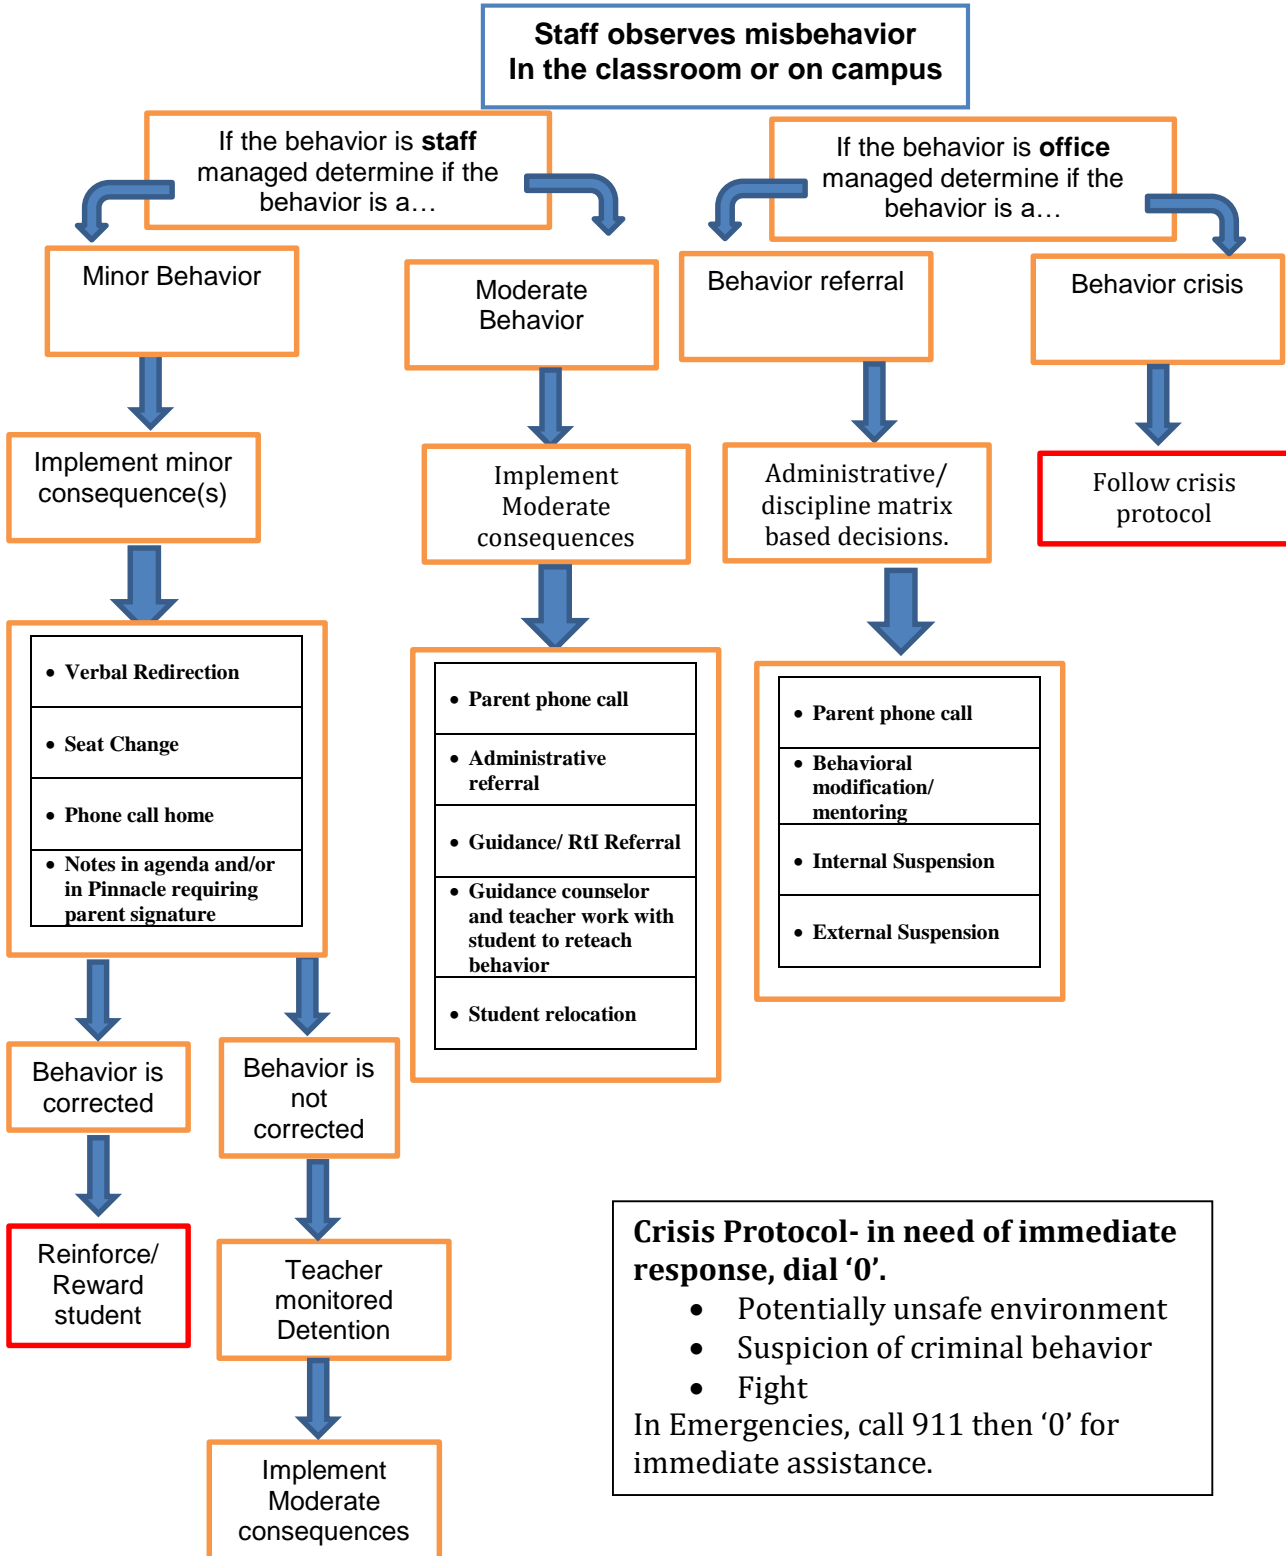 Staff observes misbehavior
In the classroom or on campus
If the behavior is staff
managed determine if the
behavior is a…
If the behavior is office
managed determine if the
behavior is a…
Minor Behavior
Moderate
Behavior
Behavior referral
Behavior crisis
Implement minor
consequence(s)
Implement
Moderate
consequences
Administrative/
discipline matrix
based decisions.
Follow crisis
protocol
• Verbal Redirection
• Seat Change
• Phone call home
• Notes in agenda and/or
in Pinnacle requiring
parent signature
• Parent phone call
• Administrative
referral
• Guidance/ RtI Referral
• Guidance counselor
and teacher work with
student to reteach
behavior
• Student relocation
• Parent phone call
• Behavioral
modification/
mentoring
• Internal Suspension
• External Suspension
Behavior is
corrected
Behavior is
not
corrected
Reinforce/
Reward
student
Teacher
monitored
Detention
Implement
Moderate
consequences
Crisis Protocol- in need of immediate
response, dial ‘0’.
• Potentially unsafe environment
• Suspicion of criminal behavior
• Fight
In Emergencies, call 911 then ‘0’ for
immediate assistance.